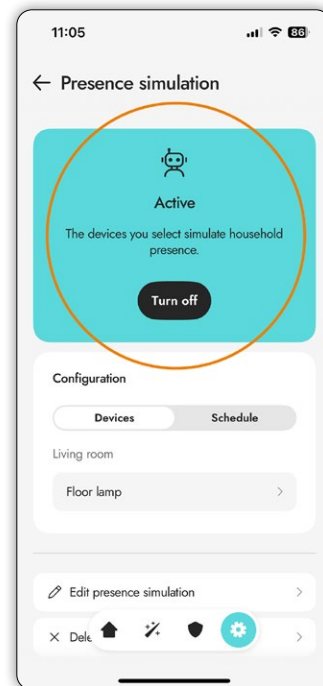 11:05
86
Presence simulation
Active
The devices you select simulate household
presence.
Turn off
Configuration
Devices
Schedule
Living room
Floor lamp
Edit presence simulation